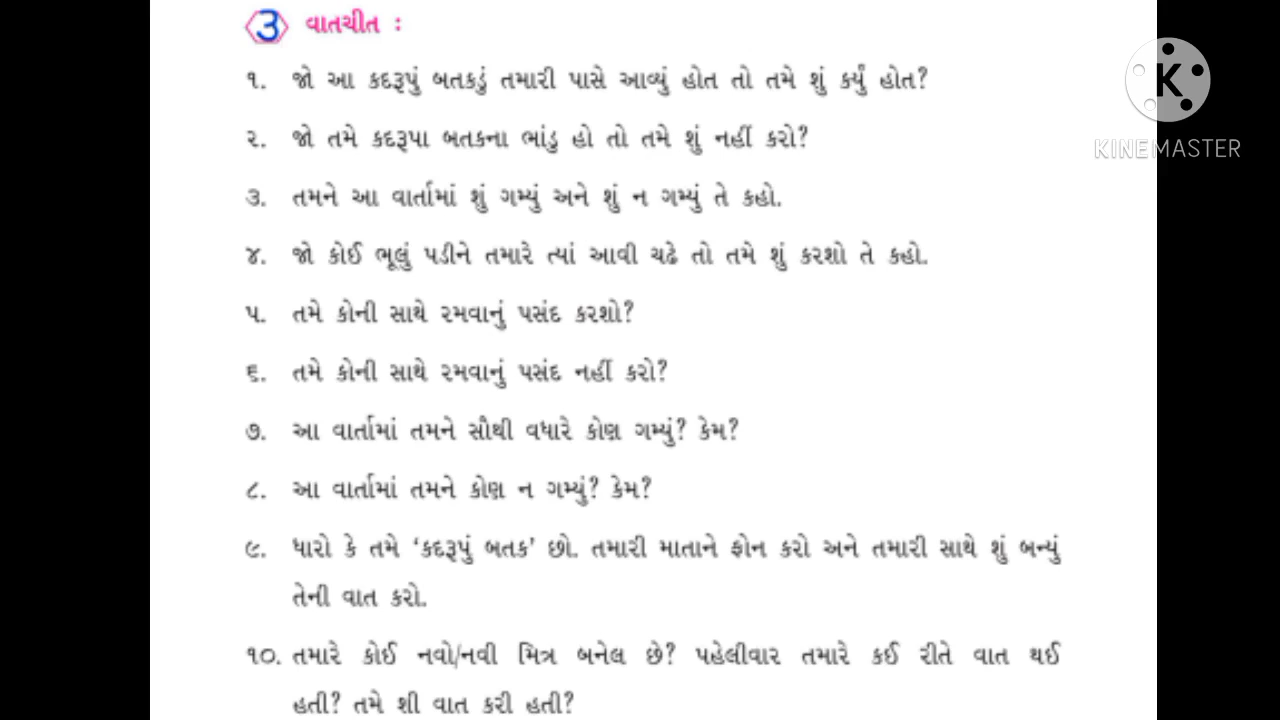 ૩ વાતચીત :
૧. જો આ કદરૂપું બતકડું તમારી પાસે આવ્યું હોત તો તમે શું કર્યું હોત?
૨. જો તમે કદરૂપા બતકના ભાંડુ હો તો તમે શું નહીં કરો?
૩. તમને આ વાર્તામાં શું ગમ્યું અને શું ન ગમ્યું તે કહો.
૪. જો કોઈ ભૂલું પડીને તમારે ત્યાં આવી ચઢે તો તમે શું કરશો તે કહો.
૫. તમે કોની સાથે રમવાનું પસંદ કરશો?
૬. તમે કોની સાથે રમવાનું પસંદ નહીં કરો?
૭. આ વાર્તામાં તમને સૌથી વધારે કોણ ગમ્યું? કેમ?
૮. આ વાર્તામાં તમને કોણ ન ગમ્યું? કેમ?
૯. ધારો કે તમે ‘કદરૂપું બતક’ છો. તમારી માતાને ફોન કરો અને તમારી સાથે શું બન્યું
તેની વાત કરો.
૧૦. તમારે કોઈ નવો/નવી મિત્ર બનેલ છે? પહેલીવાર તમારે કઈ રીતે વાત થઈ
હતી? તમે શી વાત કરી હતી?
K
KINEMASTER